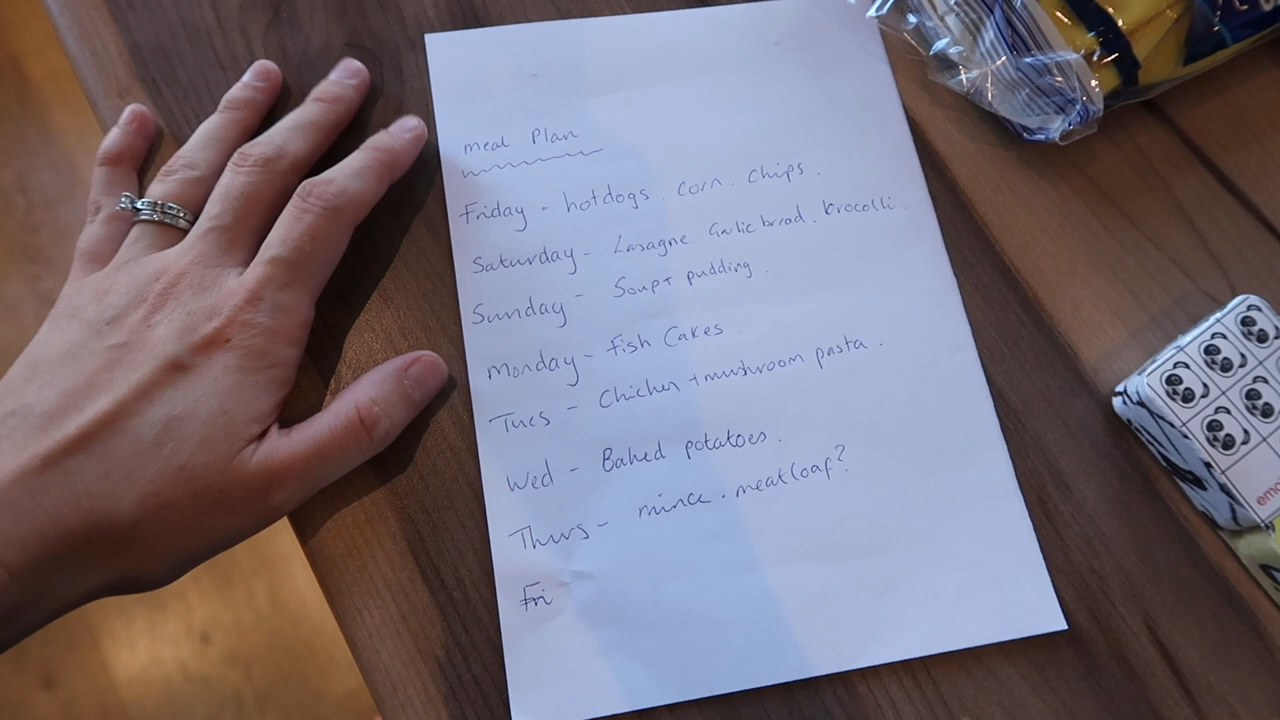 meal Plan
Friday - hotdogs. corn. chips.
Saturday - Lasagne Garlic bread. brocolli.
Sunday - Soup + pudding.
Monday - Fish Cakes
Tues - Chicken + mushroom pasta.
Wed - Baked potatoes.
Thurs - mince. meatloaf?
Fri
emoj